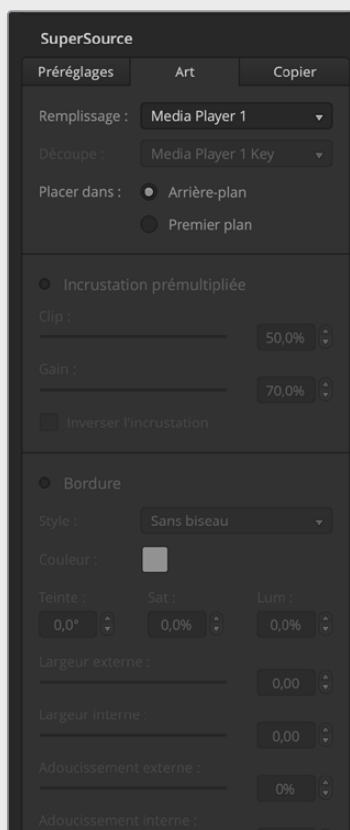 SuperSource
Préréglages Art Copier
Remplissage : Media Player 1
Découpe : Media Player 1 Key
Placer dans : Arrière-plan
Premier plan
Incrustation prémultipliée
Clip :
50,0%
Gain :
70,0%
Inverser l'incrustation
Bordure
Style : Sans biseau
Couleur :
Teinte : Sat : Lum :
0,0° 0,0% 0,0%
Largeur externe :
0,00
Largeur interne :
0,00
Adoucissement externe :
0%
Adoucissement interne :